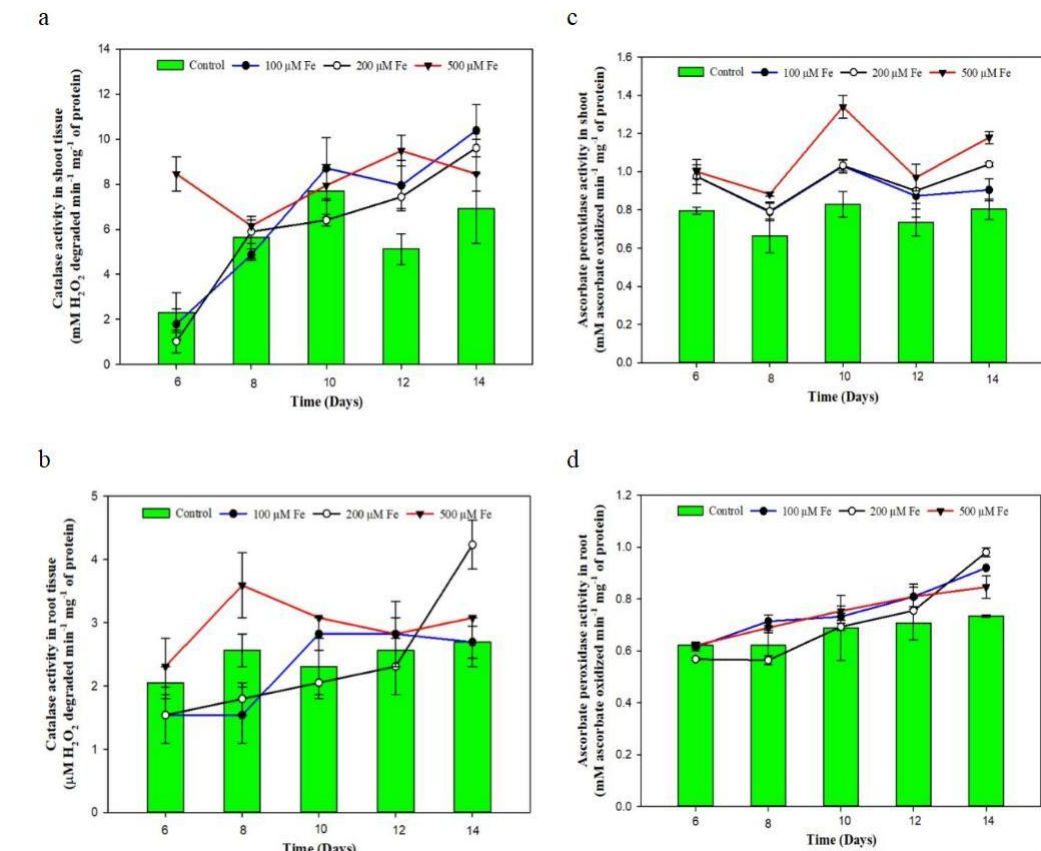 a
Catalase activity in shoot tissue
(mM H₂O₂ degraded min⁻¹ mg⁻¹ of protein)
Control 100 µM Fe 200 µM Fe 500 µM Fe
14
12
10
8
6
4
2
0
6 8 10 12 14
Time (Days)
c
Ascorbate peroxidase activity in shoot
(mM ascorbate oxidized min⁻¹ mg⁻¹ of protein)
Control 100 µM Fe 200 µM Fe 500 µM Fe
1.6
1.4
1.2
1.0
0.8
0.6
0.4
0.2
0.0
6 8 10 12 14
Time (Days)
b
Catalase activity in root tissue
(µM H₂O₂ degraded min⁻¹ mg⁻¹ of protein)
Control 100 µM Fe 200 µM Fe 500 µM Fe
5
4
3
2
1
0
6 8 10 12 14
Time (Days)
d
Ascorbate peroxidase activity in root
(mM ascorbate oxidized min⁻¹ mg⁻¹ of protein)
Control 100 µM Fe 200 µM Fe 500 µM Fe
1.2
1.0
0.8
0.6
0.4
0.2
0.0
6 8 10 12 14
Time (Days)